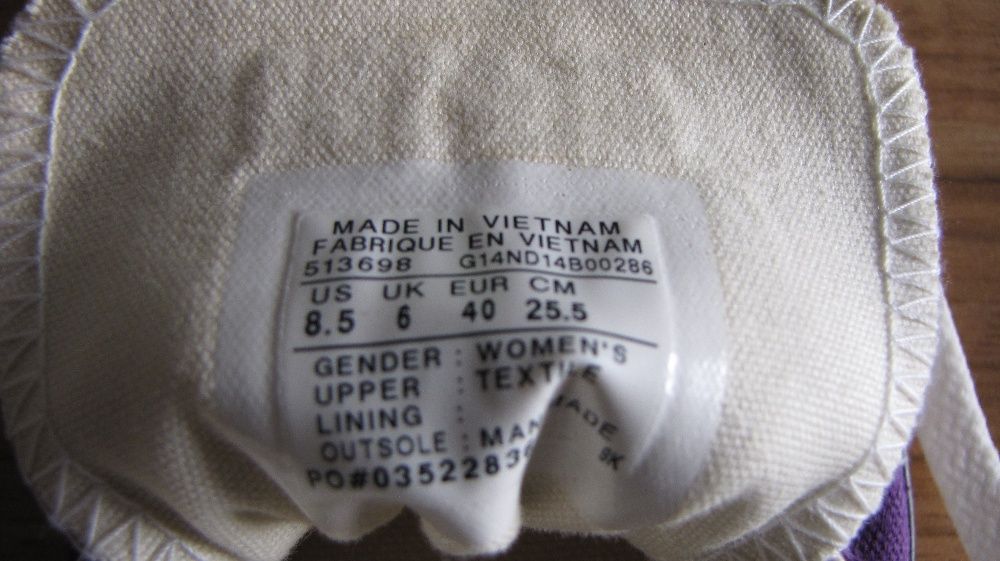 MADE IN VIETNAM
FABRIQUE EN VIETNAM
513698 G14ND14B00286
US UK EUR CM
8.5 6 40 25.5
GENDER : WOMEN'S
UPPER : TEXTILE
LINING :
OUTSOLE : MADE